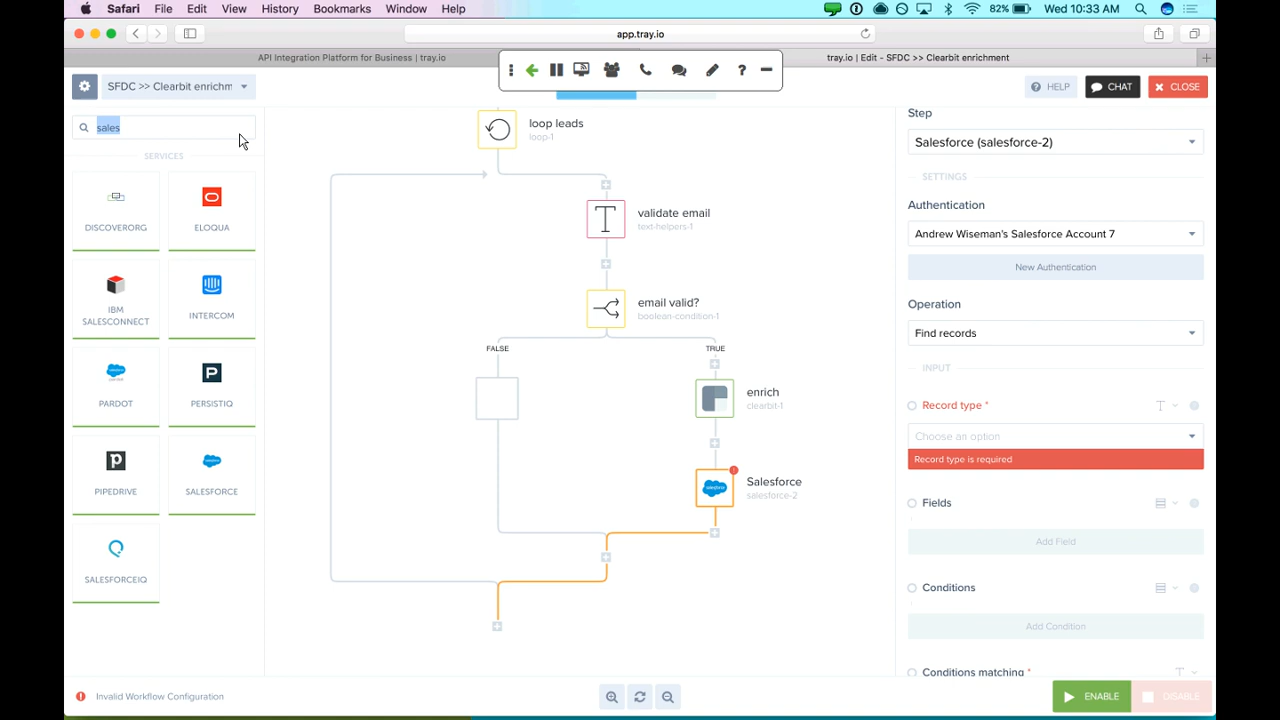 Safari File Edit View History Bookmarks Window Help 82% Wed 10:33 AM
app.tray.io
API Integration Platform for Business | tray.io
tray.io | Edit - SFDC >> Clearbit enrichment
SFDC >> Clearbit enrichm
HELP
CHAT
CLOSE
sales
SERVICES
DISCOVERORG
ELOQUA
IBM
SALESCONNECT
INTERCOM
PARDOT
PERSISTIQ
PIPEDRIVE
SALESFORCE
SALESFORCEIQ
loop leads
loop-1
validate email
text-helpers-1
email valid?
boolean-condition-1
FALSE
TRUE
enrich
clearbit-1
Salesforce
salesforce-2
Step
Salesforce (salesforce-2)
SETTINGS
Authentication
Andrew Wiseman's Salesforce Account 7
New Authentication
Operation
Find records
INPUT
Record type *
Choose an option
Record type is required
Fields
Add Field
Conditions
Add Condition
Conditions matching *
Invalid Workflow Configuration
ENABLE
DISABLE